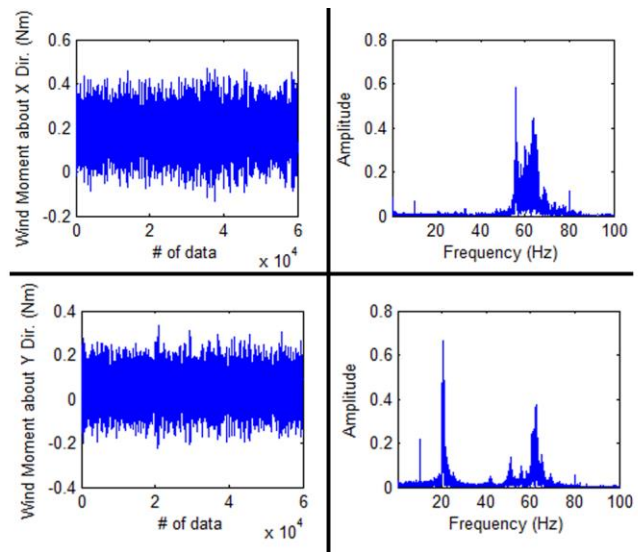 Wind Moment about X Dir. (Nm)
0.6
0.4
0.2
0
-0.2
0 2 4 6
# of data
x 10^4
Amplitude
0.8
0.6
0.4
0.2
0
20 40 60 80 100
Frequency (Hz)
Wind Moment about Y Dir. (Nm)
0.4
0.2
0
-0.2
-0.4
0 2 4 6
# of data
x 10^4
Amplitude
0.8
0.6
0.4
0.2
0
20 40 60 80 100
Frequency (Hz)